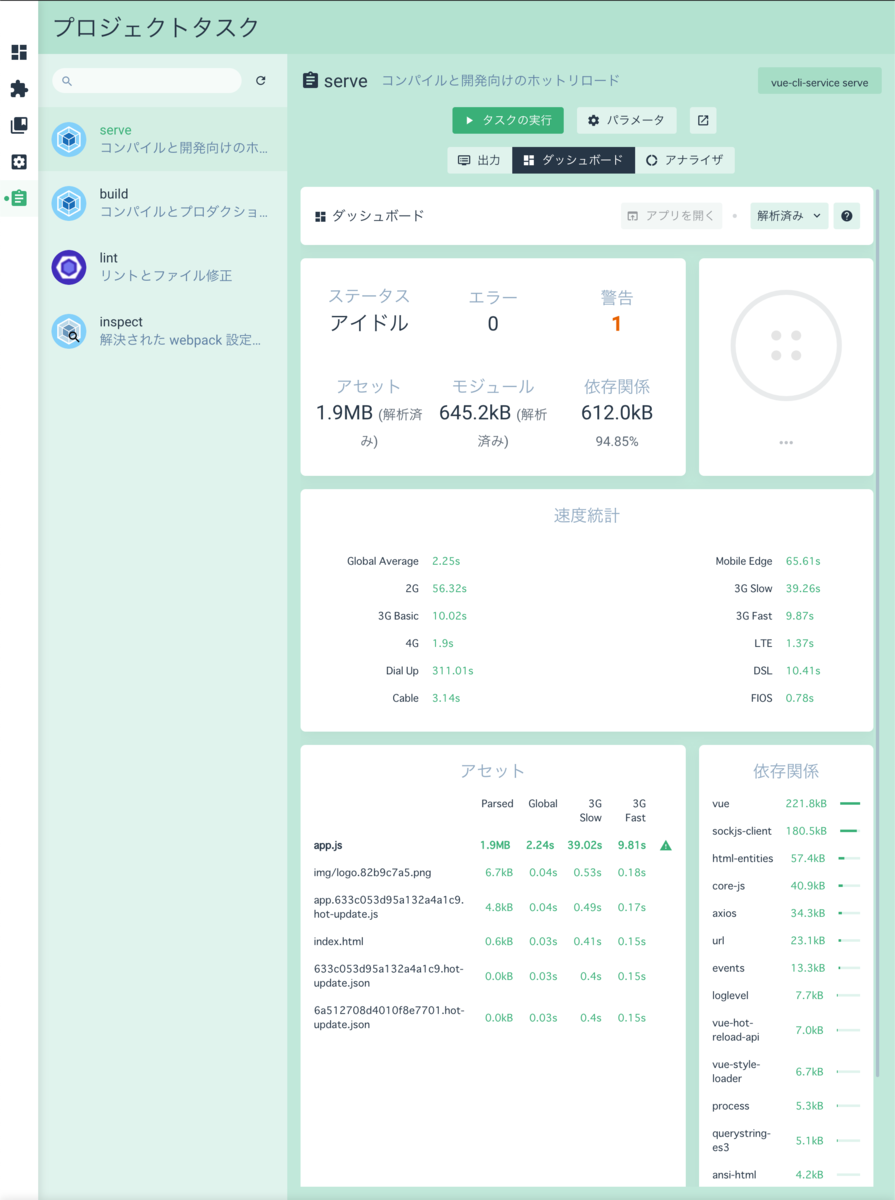 プロジェクトタスク
serve
コンパイルと開発向けのホ...
build
コンパイルとプロダクショ...
lint
リントとファイル修正
inspect
解決された webpack 設定...
serve コンパイルと開発向けのホットリロード
vue-cli-service serve
タスクの実行 パラメータ
出力 ダッシュボード アナライザ
ダッシュボード アプリを開く 解析済み ?
ステータス エラー 警告
アイドル 0 1
アセット モジュール 依存関係
1.9MB (解析済 645.2kB (解析 612.0kB
み) 済み) 94.85%
速度統計
Global Average 2.25s Mobile Edge 65.61s
2G 56.32s 3G Slow 39.26s
3G Basic 10.02s 3G Fast 9.87s
4G 1.9s LTE 1.37s
Dial Up 311.01s DSL 10.41s
Cable 3.14s FIOS 0.78s
アセット
Parsed Global 3G 3G
Slow Fast
app.js 1.9MB 2.24s 39.02s 9.81s
img/logo.82b9c7a5.png 6.7kB 0.04s 0.53s 0.18s
app.633c053d95a132a4a1c9.
hot-update.js 4.8kB 0.04s 0.49s 0.17s
index.html 0.6kB 0.03s 0.41s 0.15s
633c053d95a132a4a1c9.hot-
update.json 0.0kB 0.03s 0.4s 0.15s
6a512708d4010f8e7701.hot-
update.json 0.0kB 0.03s 0.4s 0.15s
依存関係
vue 221.8kB
sockjs-client 180.5kB
html-entities 57.4kB
core-js 40.9kB
axios 34.3kB
url 23.1kB
events 13.3kB
loglevel 7.7kB
vue-hot-
reload-api 7.0kB
vue-style-
loader 6.7kB
process 5.3kB
querystring-
es3 5.1kB
ansi-html 4.2kB